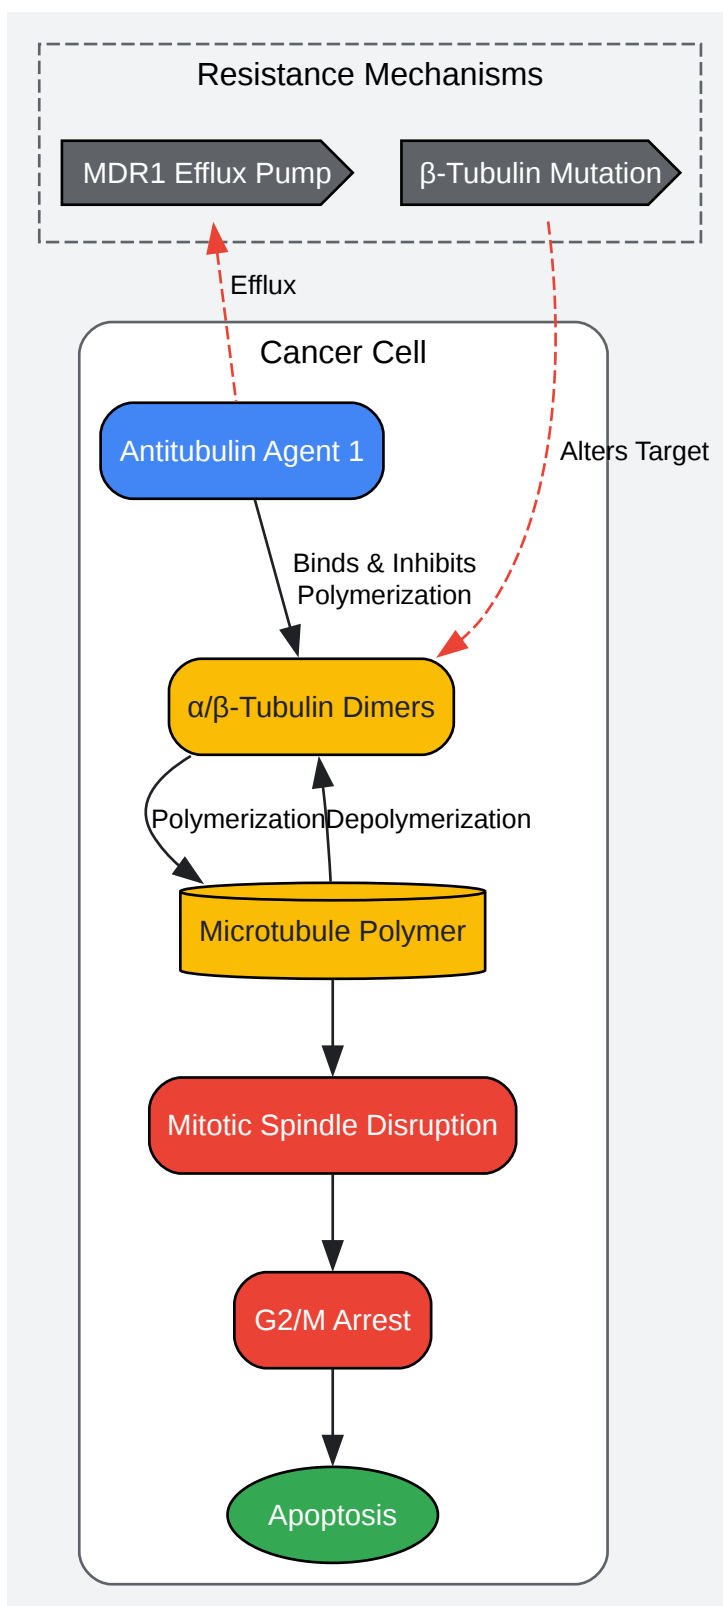 Resistance Mechanisms
MDR1 Efflux Pump
β-Tubulin Mutation
Efflux
Cancer Cell
Antitubulin Agent 1
Alters Target
Binds & Inhibits
Polymerization
α/β-Tubulin Dimers
Polymerization
Depolymerization
Microtubule Polymer
Mitotic Spindle Disruption
G2/M Arrest
Apoptosis